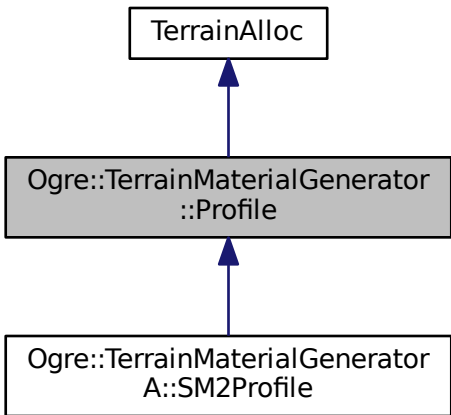 TerrainAlloc
Ogre::TerrainMaterialGenerator
::Profile
Ogre::TerrainMaterialGenerator
A::SM2Profile